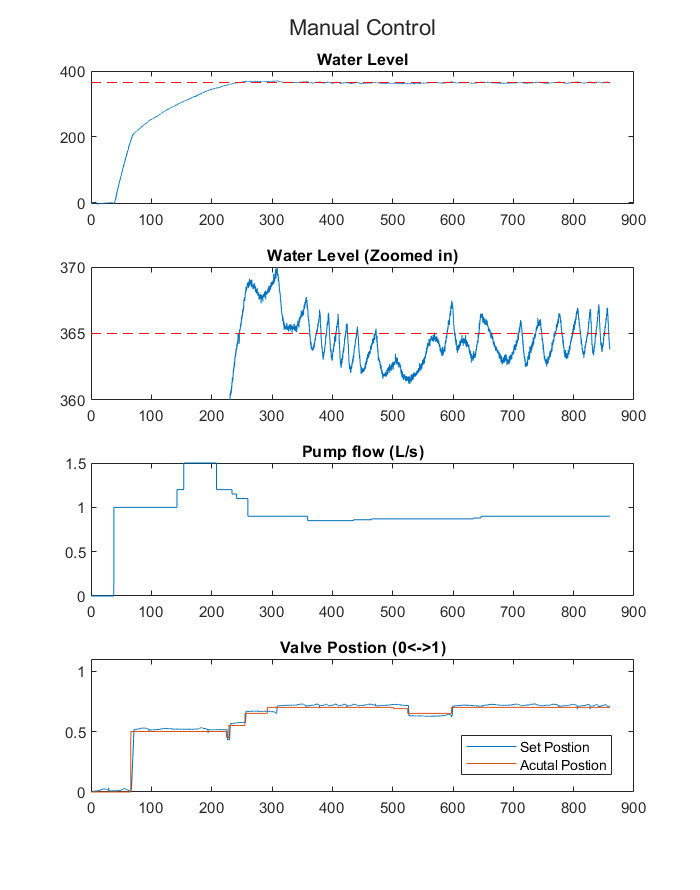 Manual Control
Water Level
400
200
0
0 100 200 300 400 500 600 700 800 900
Water Level (Zoomed in)
370
365
360
0 100 200 300 400 500 600 700 800 900
Pump flow (L/s)
1.5
1
0.5
0
0 100 200 300 400 500 600 700 800 900
Valve Postion (0<->1)
1
0.5
0
Set Postion
Acutal Postion
0 100 200 300 400 500 600 700 800 900